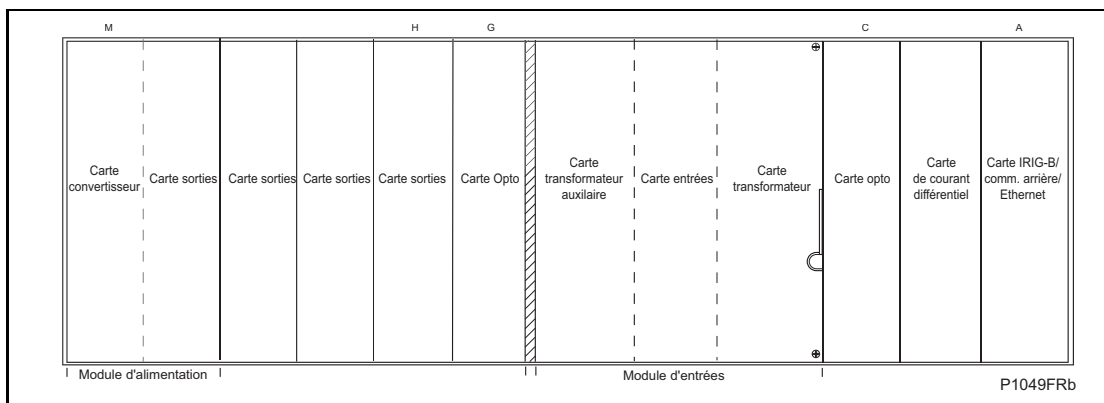 M H G C A
Carte
convertisseur
Carte sorties
Carte sorties
Carte sorties
Carte sorties
Carte Opto
Carte
transformateur
auxilaire
Carte entrées
Carte
transformateur
Carte opto
Carte
de courant
différentiel
Carte IRIG-B/
comm. arrière/
Ethernet
Module d'alimentation
Module d'entrées
P1049FRb